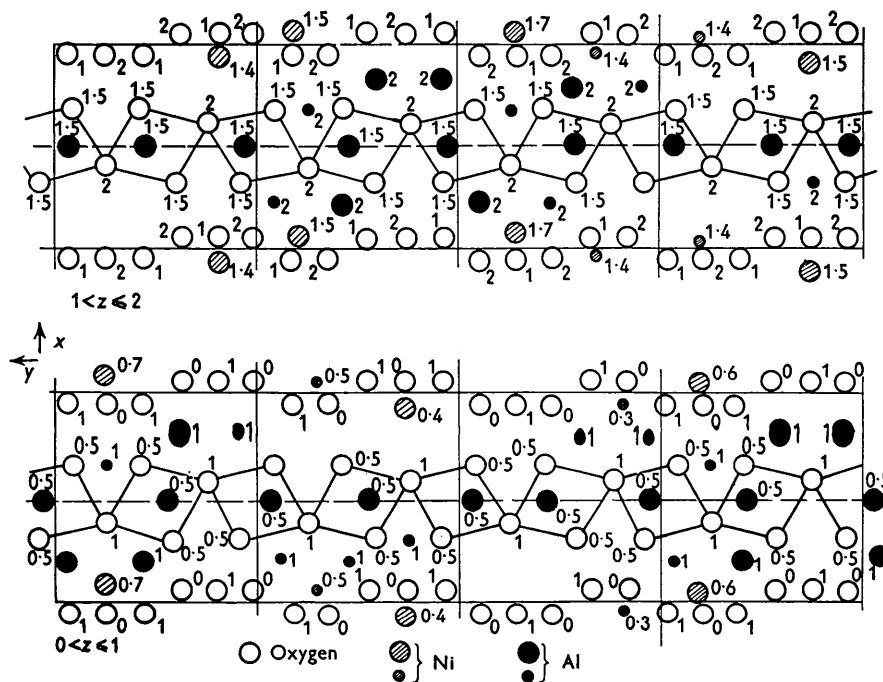 2 1 2 1·5 1 2 1 1·7 1 2 1·4 2 1 2
1 2 1 1·4 1 2 2 1 2 1·4 1 2 1 1·5
2 2 2 2
1·5 1·5 2 1·5 1·5 2 1·5 1·5 2 1·5 1·5 2
2
1·5 1·5 1·5 1·5 1·5 1·5 1·5 1·5 1·5 1·5
2 2 2 2
1·5 1·5 1·5 1·5 1·5 1·5 1·5 1·5 1·5
2 2 2 2 2
2 1 2 1·5 1 2 1 1·7 1 2 1·4 2 1 2
1 2 1 1·4 1 2 2 1 2 1·4 1 2 1 1·5
1<z≤2
x
y
0·7 0 1 0 0·5 1 0 1 1 0 0·6 0 1 0
1 0 1 1 0 0·4 0 0 0 0·3 1 0 1
1 1 1 1 1 1
0·5 1 0·5 1 0·5 1 0·5 0·5 1 0·5 1 0·5 1
0·5 0·5 0·5 0·5 0·5 0·5 0·5 0·5 0·5 0·5
1 1 1 1
0·5 0·5 0·5 0·5 0·5 0·5 0·5 0·5
1 1 1 1 1 1 1 1
0·7 0 1 0 0·5 1 0 1 1 0 0·6 0 1 0
1 0 1 1 0 0·4 0 0 0 0·3 1 0 1
0<z≤1
Oxygen } Ni } Al